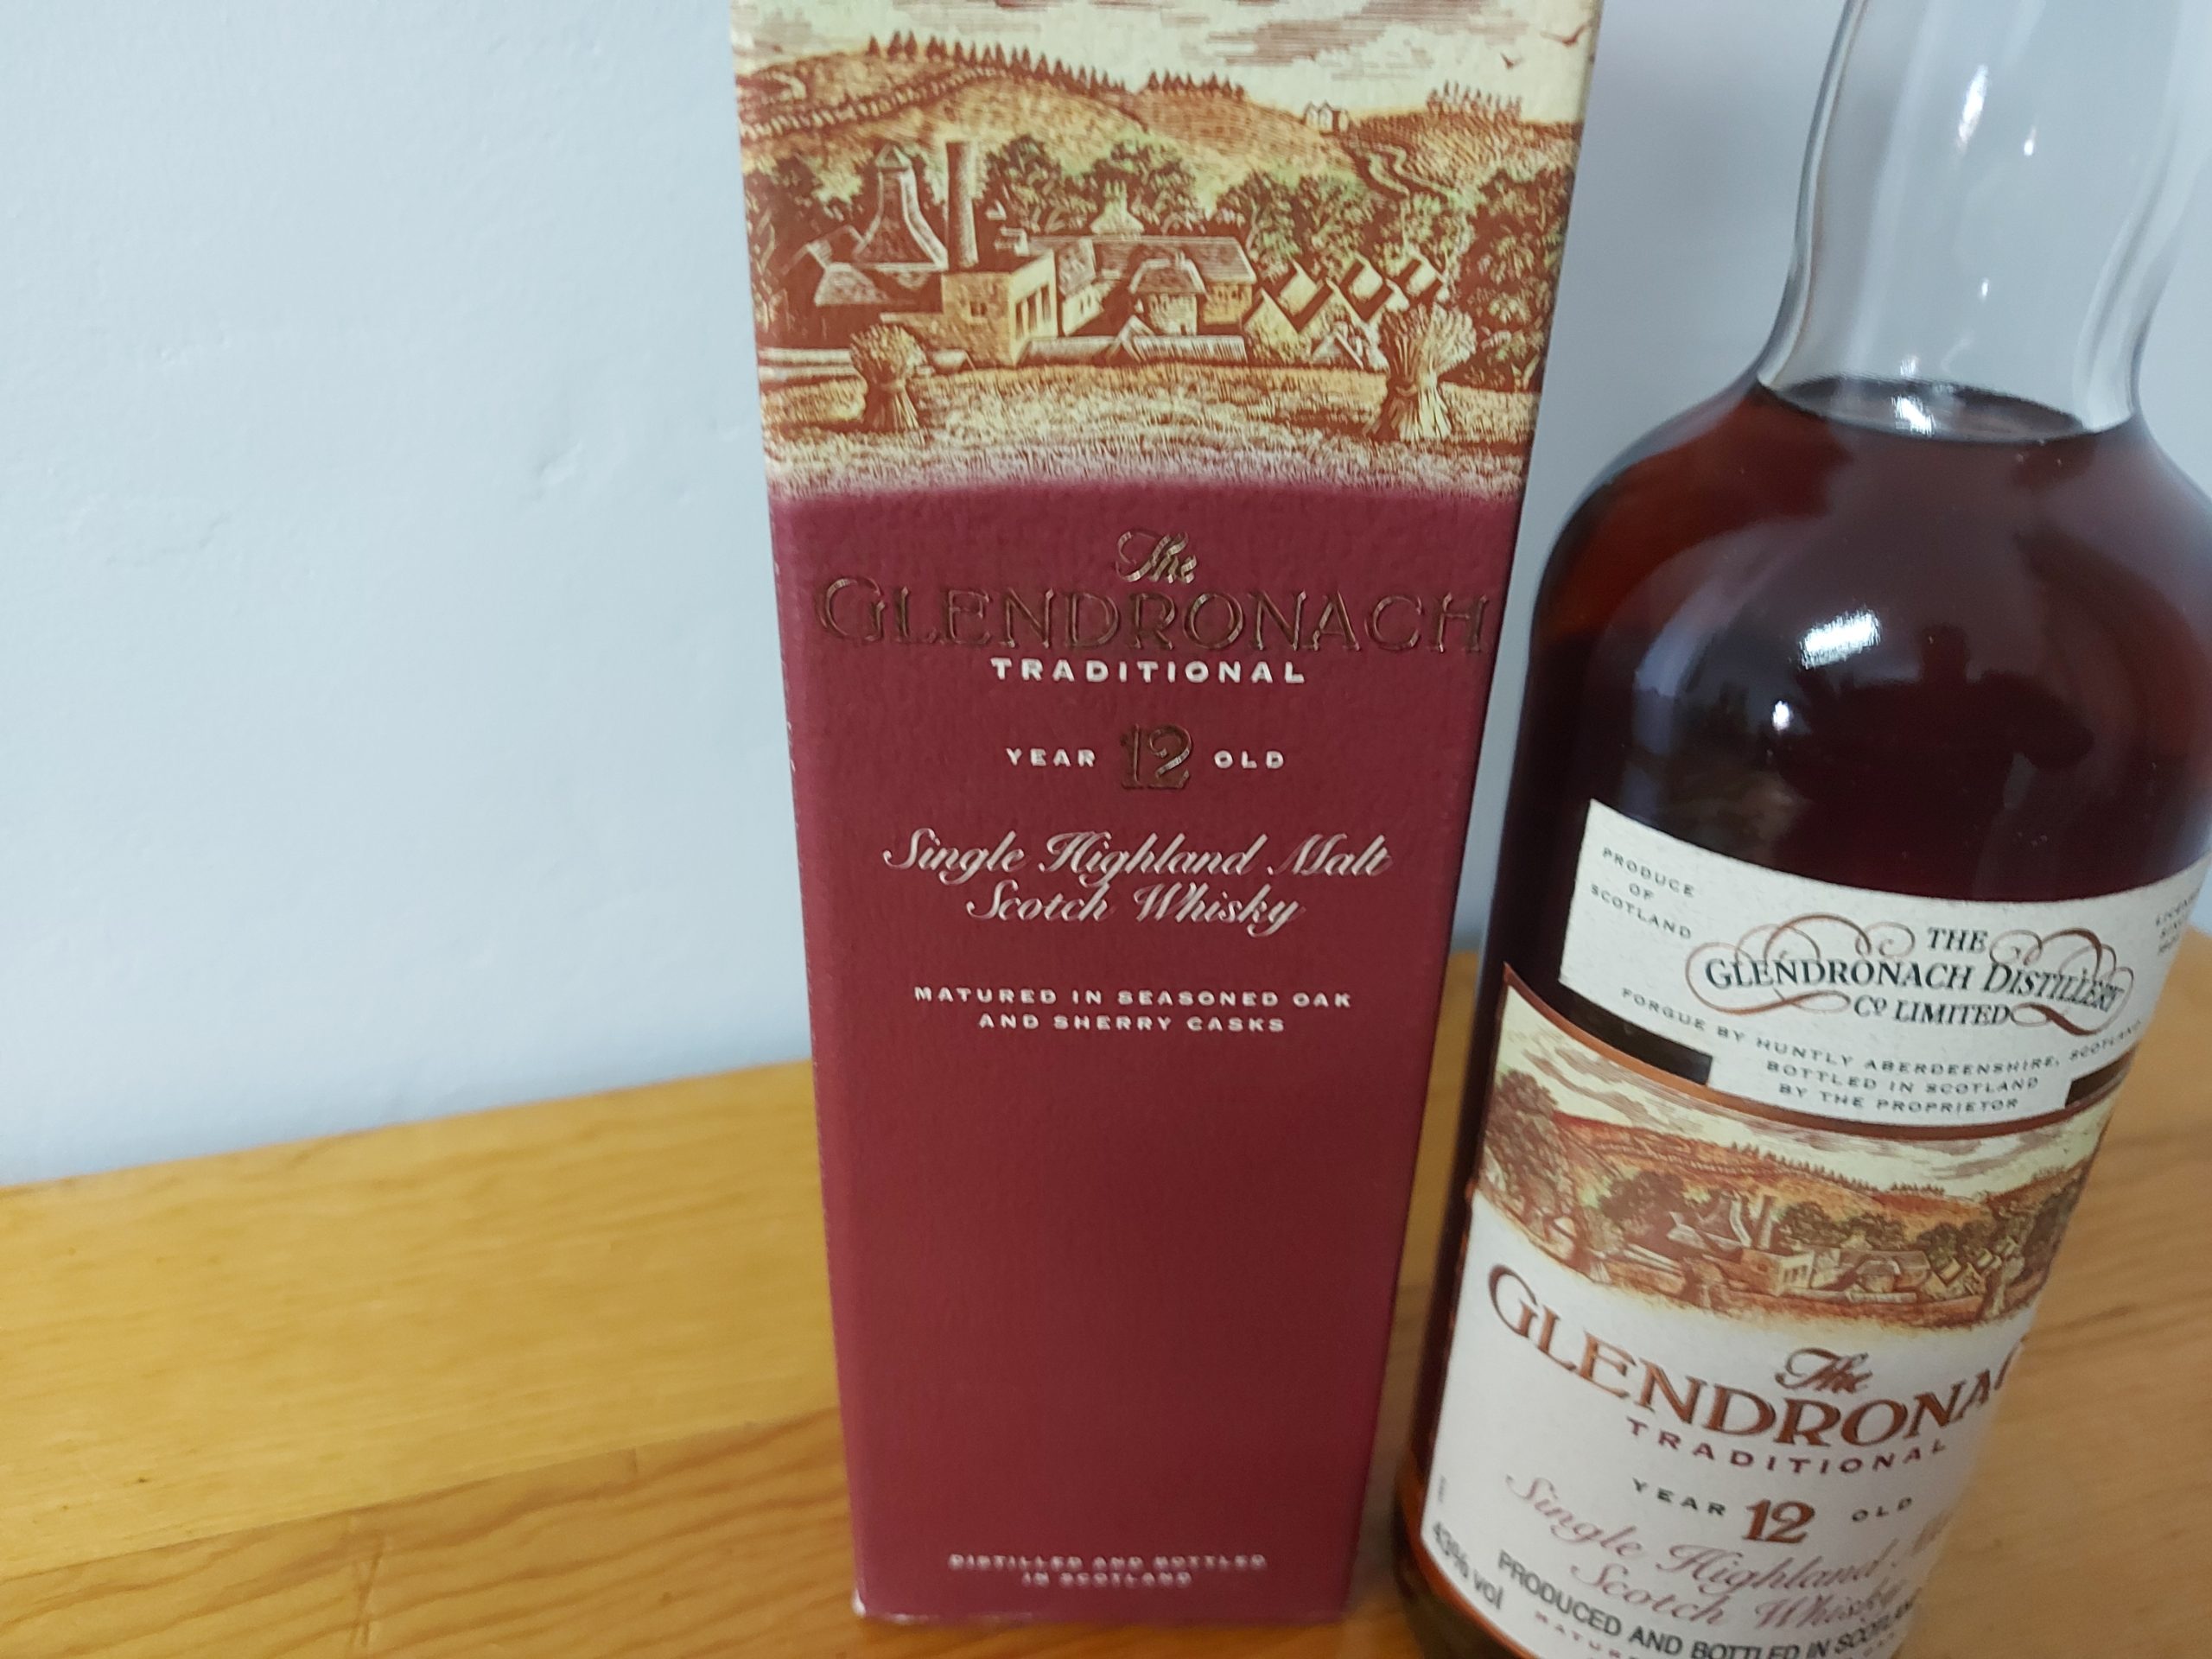 The
GLENDRONACH
TRADITIONAL
YEAR 12 OLD
Single Highland Malt
Scotch Whisky
MATURED IN SEASONED OAK
AND SHERRY CASKS
DISTILLED AND BOTTLED
IN SCOTLAND
PRODUCE
OF
SCOTLAND
THE
GLENDRONACH DISTILLERY
Cº LIMITED
FORGUE BY HUNTLY ABERDEENSHIRE, SCOTLAND
BOTTLED IN SCOTLAND
BY THE PROPRIETOR
The
GLENDRONAC
TRADITIONAL
YEAR 12 OLD
Single Highland
Scotch Whisky
43% vol
PRODUCED AND BOTTLED IN SCOTLAND